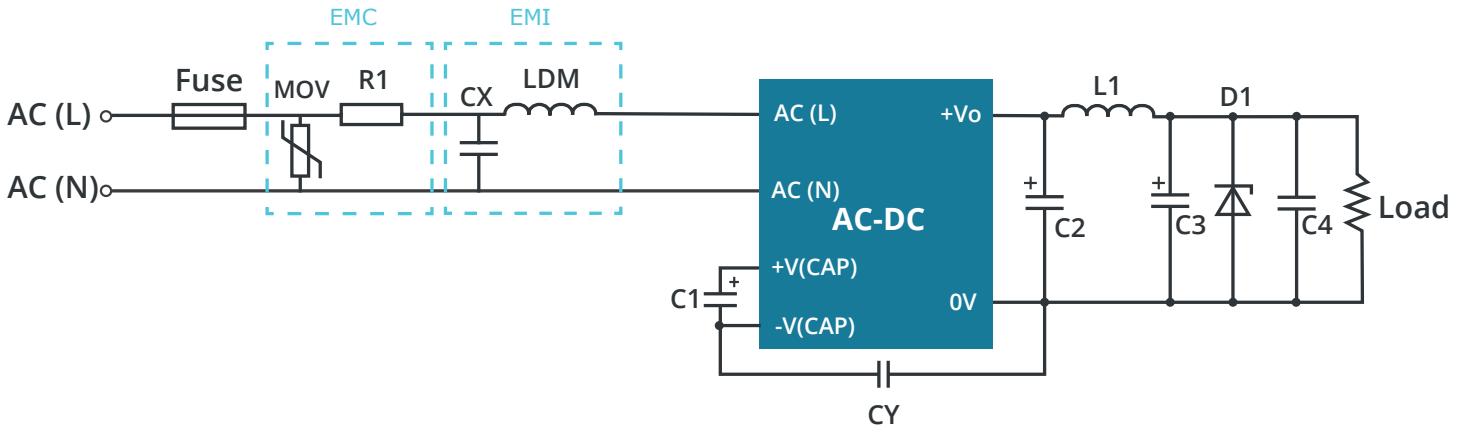 EMC
EMI
Fuse
MOV
R1
CX
LDM
L1
D1
AC (L)
AC (L)
+Vo
AC (N)
AC (N)
AC-DC
+
+
C2
C3
C4
Load
+V(CAP)
+
C1
0V
-V(CAP)
CY